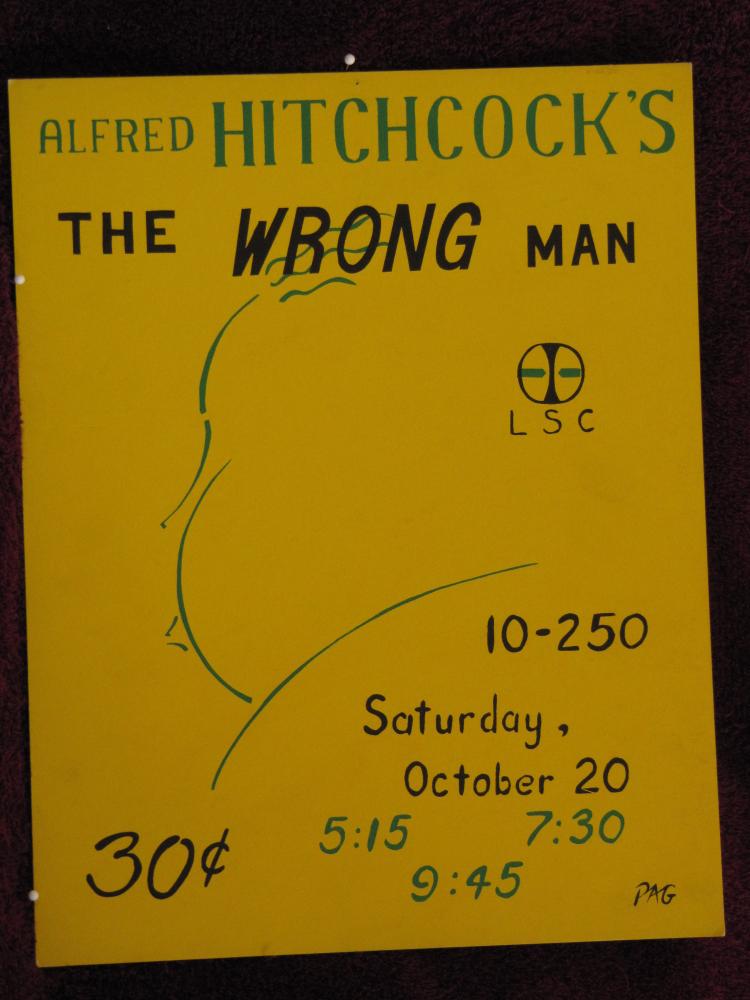 ALFRED HITCHCOCK'S
THE WRONG MAN
LSC
10-250
Saturday,
October 20
5:15 7:30
9:45
30¢
PAG